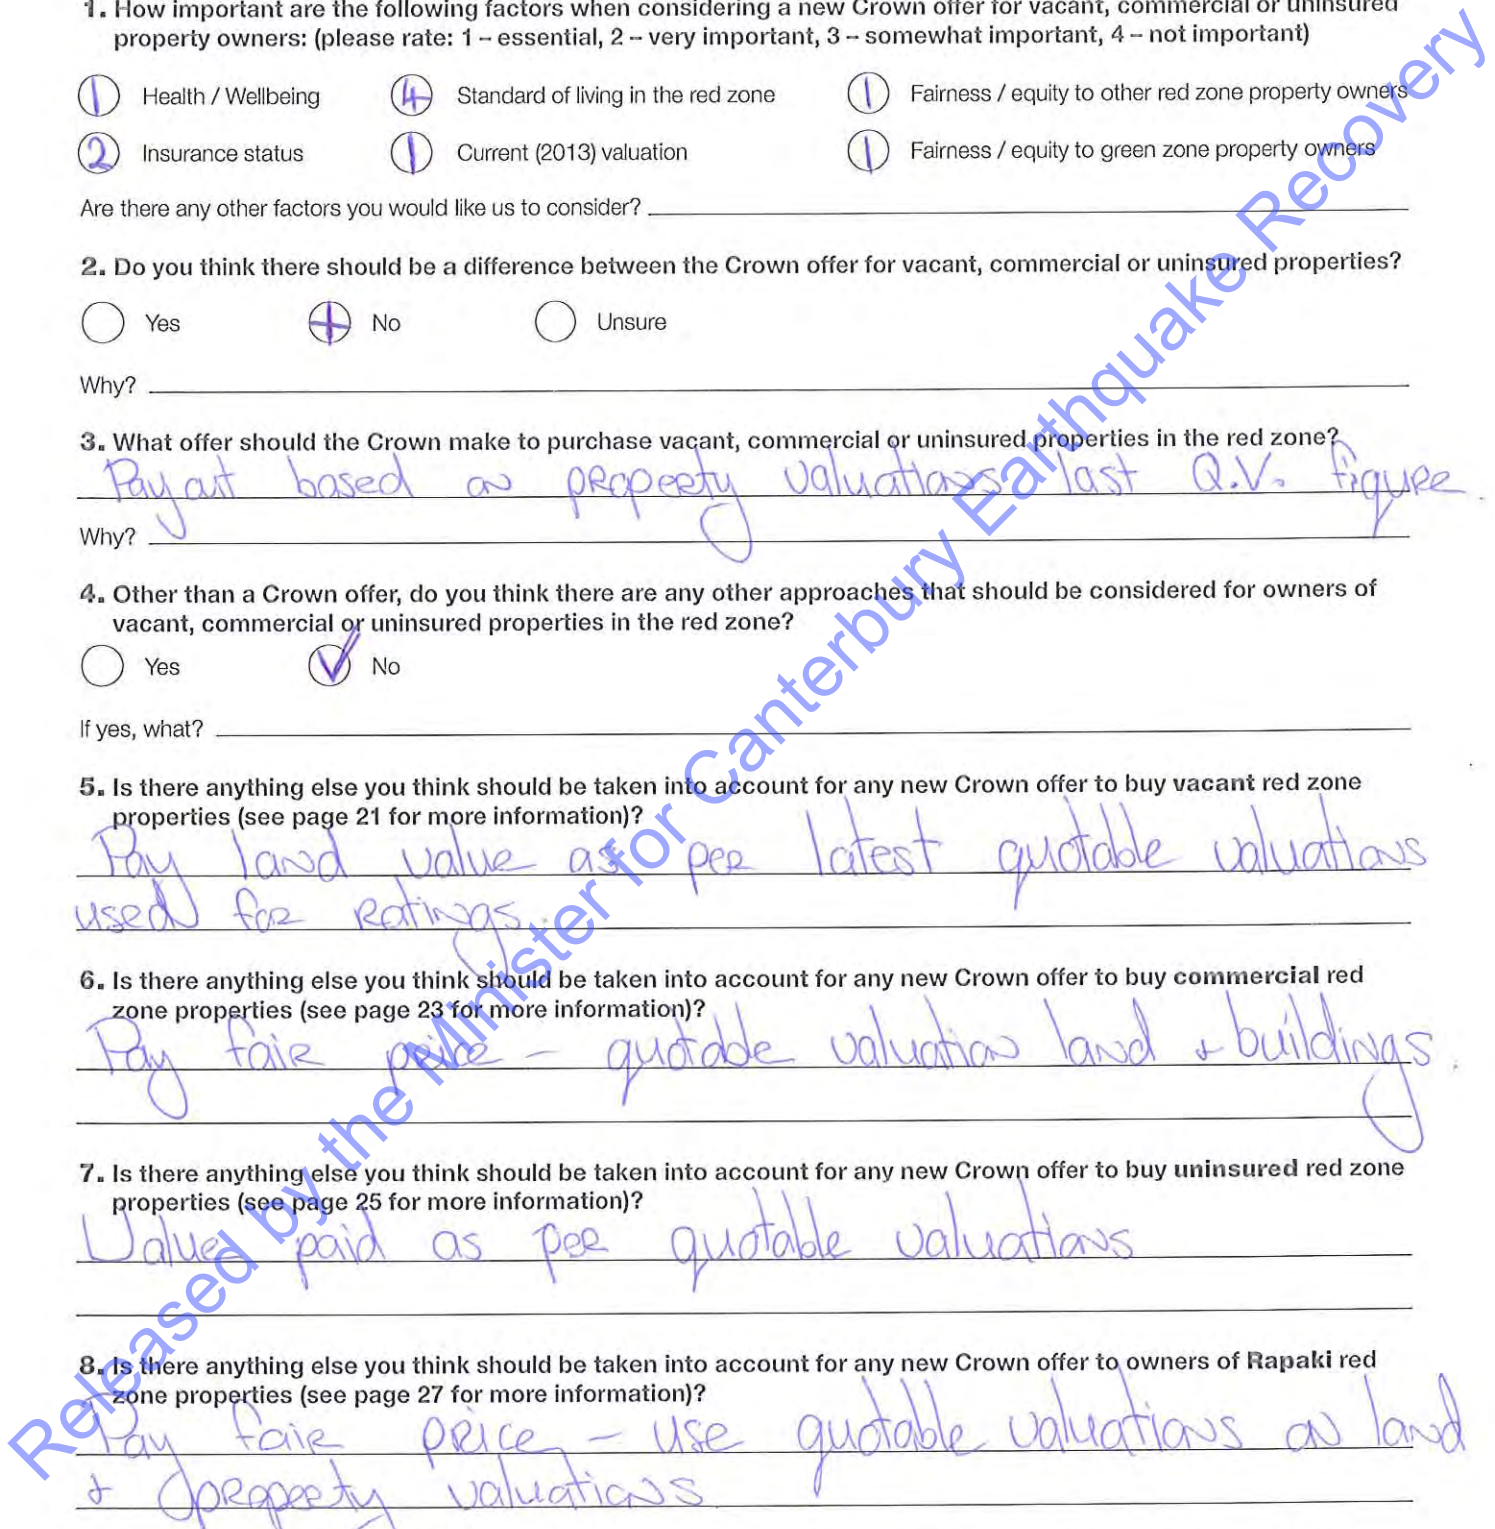 1. How important are the following factors when considering a new Crown offer for vacant, commercial or uninsured
property owners: (please rate: 1 – essential, 2 – very important, 3 – somewhat important, 4 – not important)
1 Health / Wellbeing 4 Standard of living in the red zone 1 Fairness / equity to other red zone property owners
2 Insurance status 1 Current (2013) valuation 1 Fairness / equity to green zone property owners
Are there any other factors you would like us to consider?
2. Do you think there should be a difference between the Crown offer for vacant, commercial or uninsured properties?
Yes + No Unsure
Why?
3. What offer should the Crown make to purchase vacant, commercial or uninsured properties in the red zone?
Pay out based on property valuations last Q.V. figure.
Why?
4. Other than a Crown offer, do you think there are any other approaches that should be considered for owners of
vacant, commercial or uninsured properties in the red zone?
Yes ✓ No
If yes, what?
5. Is there anything else you think should be taken into account for any new Crown offer to buy vacant red zone
properties (see page 21 for more information)?
Pay land value as per latest quotable valuations
used for ratings.
6. Is there anything else you think should be taken into account for any new Crown offer to buy commercial red
zone properties (see page 23 for more information)?
Pay fair price – quotable valuation land + buildings.
7. Is there anything else you think should be taken into account for any new Crown offer to buy uninsured red zone
properties (see page 25 for more information)?
Value paid as per quotable valuations
8. Is there anything else you think should be taken into account for any new Crown offer to owners of Rapaki red
zone properties (see page 27 for more information)?
Pay fair price – use quotable valuations on land
+ property valuations
Released by the Minister for Canterbury Earthquake Recovery